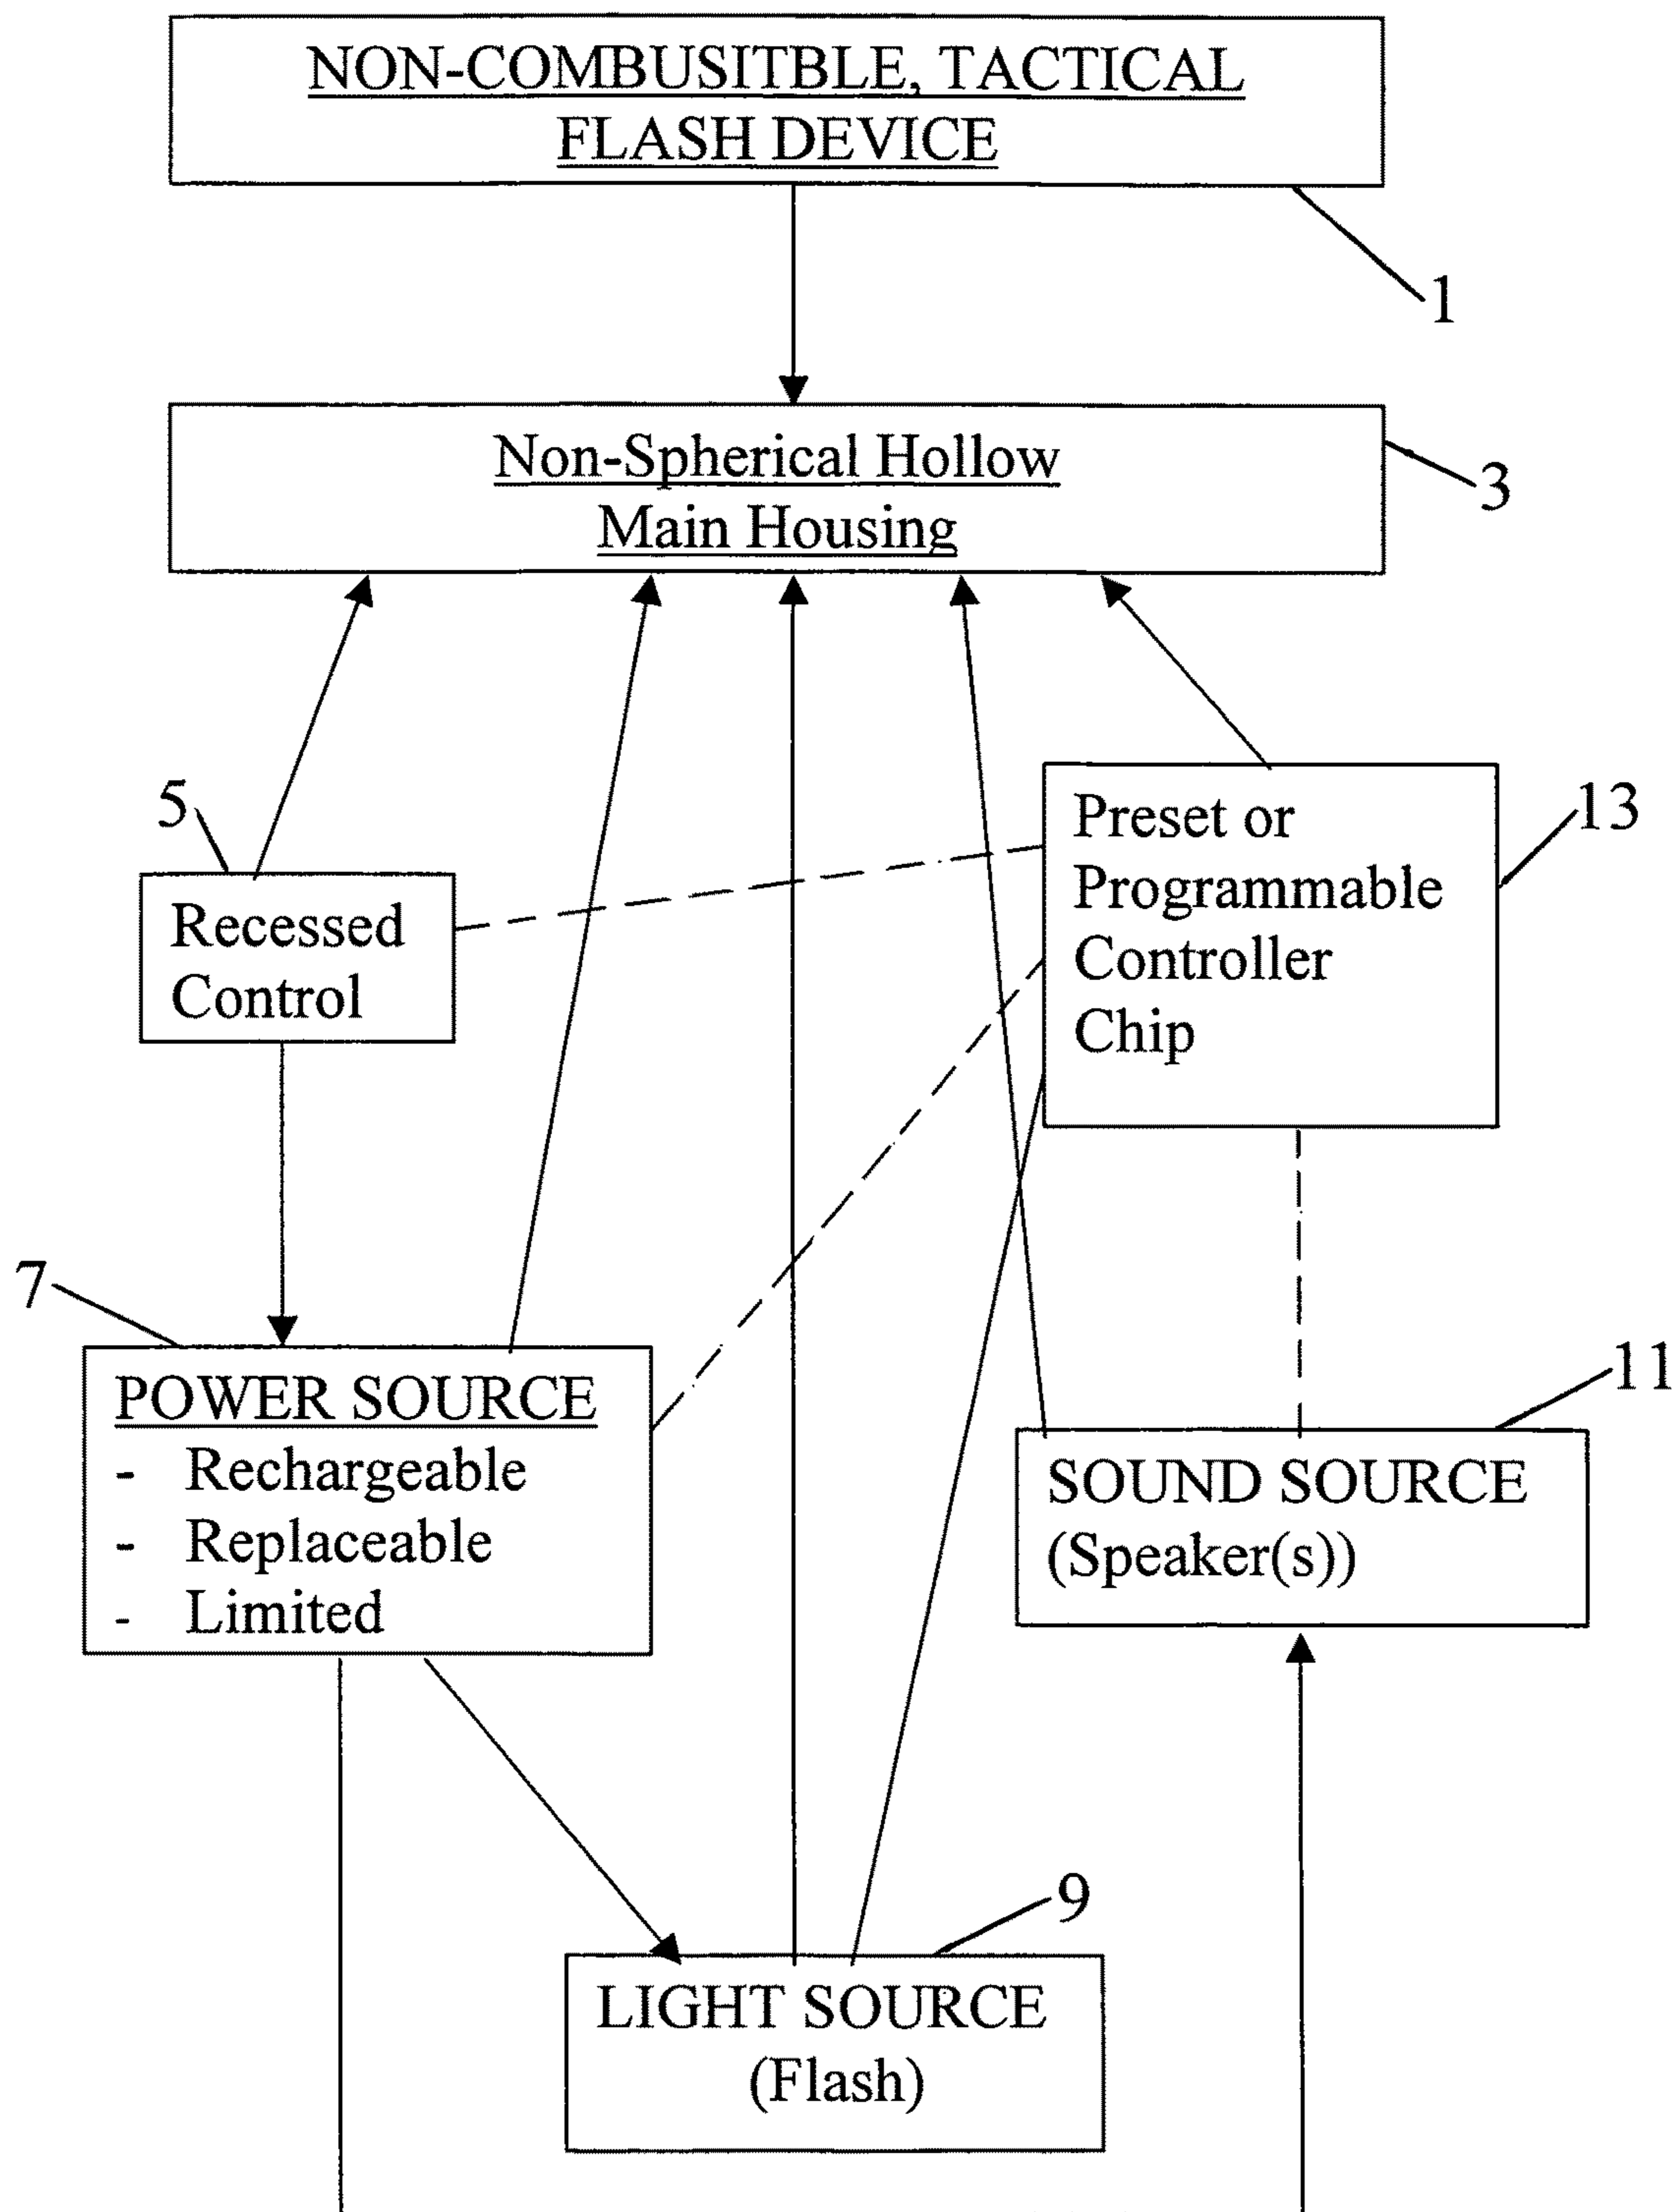 NON-COMBUSITBLE, TACTICAL
FLASH DEVICE
1
Non-Spherical Hollow
Main Housing
3
5
Recessed
Control
Preset or
Programmable
Controller
Chip
13
7
POWER SOURCE
- Rechargeable
- Replaceable
- Limited
11
SOUND SOURCE
(Speaker(s))
9
LIGHT SOURCE
(Flash)